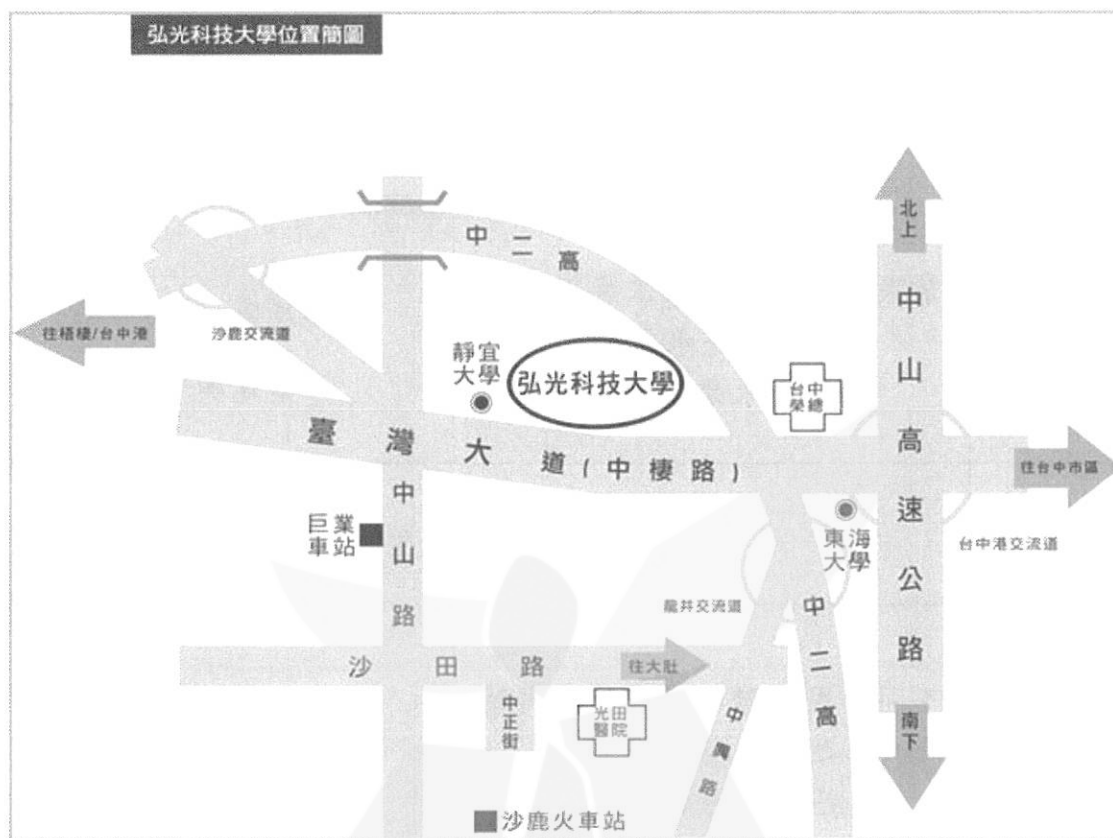 弘光科技大學位置簡圖
北上
中二高
中山高速公路
往梧棲/台中港
沙鹿交流道
靜宜
大學
弘光科技大學
台中
榮總
臺灣大道(中棲路)
往台中市區
中山路
巨業
車站
東海
大學
台中港交流道
龍井交流道
中二高
沙田路
往大肚
中正街
光田
醫院
中興路
南下
沙鹿火車站